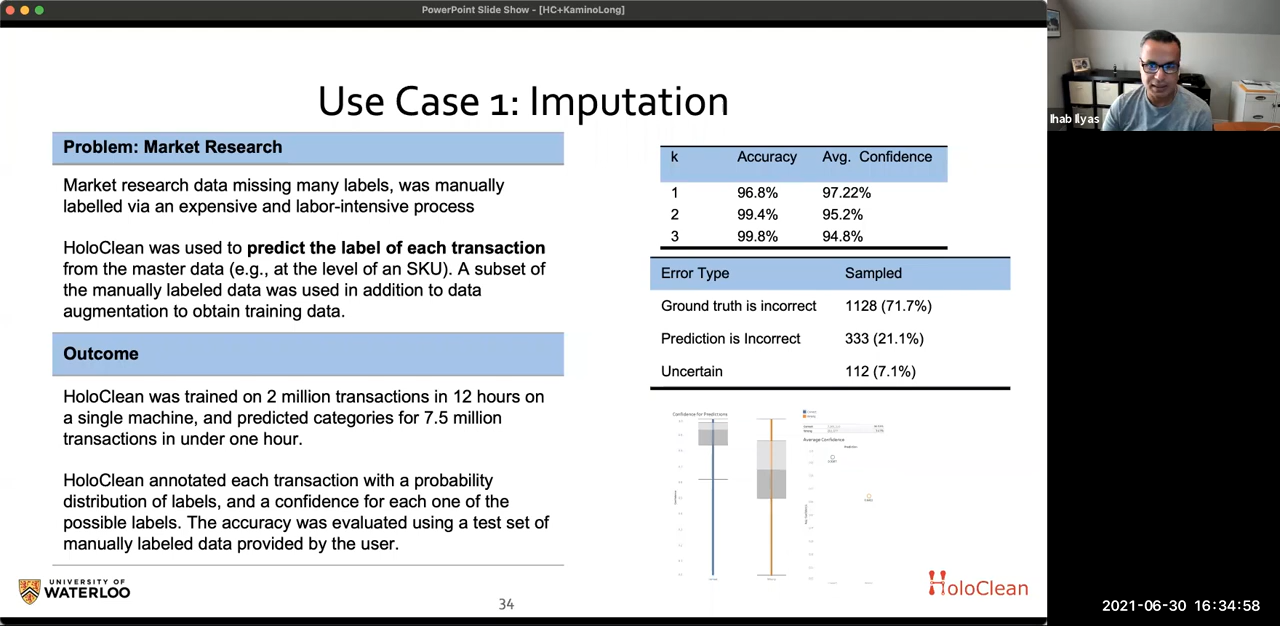 PowerPoint Slide Show - [HC+KaminoLong]
Use Case 1: Imputation
Problem: Market Research
Market research data missing many labels, was manually
labelled via an expensive and labor-intensive process
HoloClean was used to predict the label of each transaction
from the master data (e.g., at the level of an SKU). A subset of
the manually labeled data was used in addition to data
augmentation to obtain training data.
Outcome
HoloClean was trained on 2 million transactions in 12 hours on
a single machine, and predicted categories for 7.5 million
transactions in under one hour.
HoloClean annotated each transaction with a probability
distribution of labels, and a confidence for each one of the
possible labels. The accuracy was evaluated using a test set of
manually labeled data provided by the user.
k Accuracy Avg. Confidence
1 96.8% 97.22%
2 99.4% 95.2%
3 99.8% 94.8%
Error Type Sampled
Ground truth is incorrect 1128 (71.7%)
Prediction is Incorrect 333 (21.1%)
Uncertain 112 (7.1%)
Confidence for Predictions
Average Confidence
UNIVERSITY OF
WATERLOO
34
HoloClean
Ihab Ilyas
2021-06-30 16:34:58